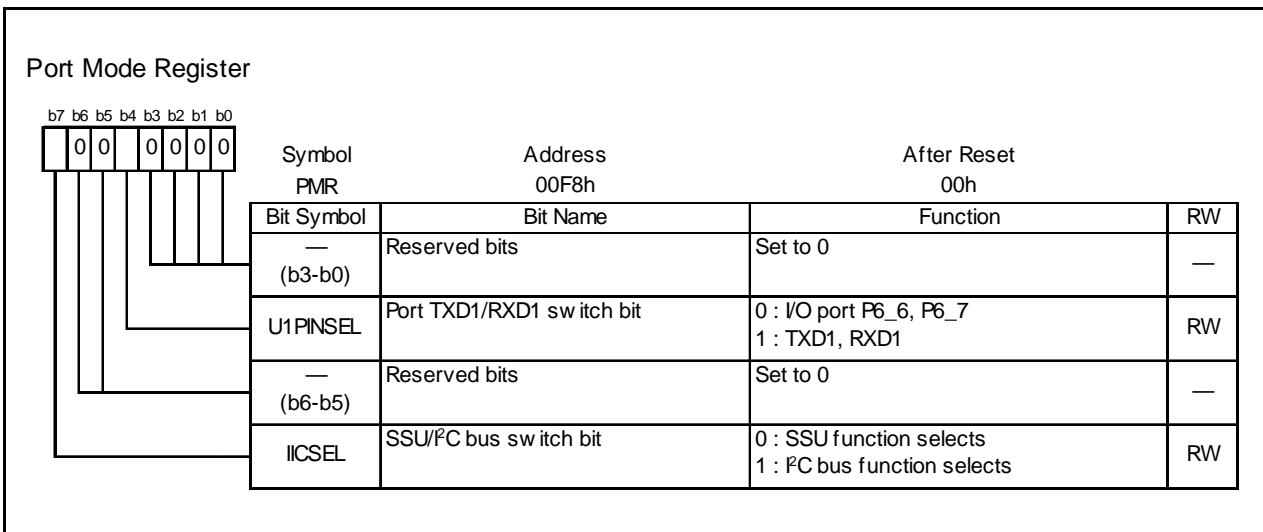 Port Mode Register
b7 b6 b5 b4 b3 b2 b1 b0
0 0 0 0 0 0
Symbol Address After Reset
PMR 00F8h 00h
Bit Symbol Bit Name Function RW
— Reserved bits Set to 0 —
(b3-b0)
U1PINSEL Port TXD1/RXD1 switch bit 0 : I/O port P6_6, P6_7 RW
1 : TXD1, RXD1
— Reserved bits Set to 0 —
(b6-b5)
IICSEL SSU/I²C bus switch bit 0 : SSU function selects RW
1 : I²C bus function selects